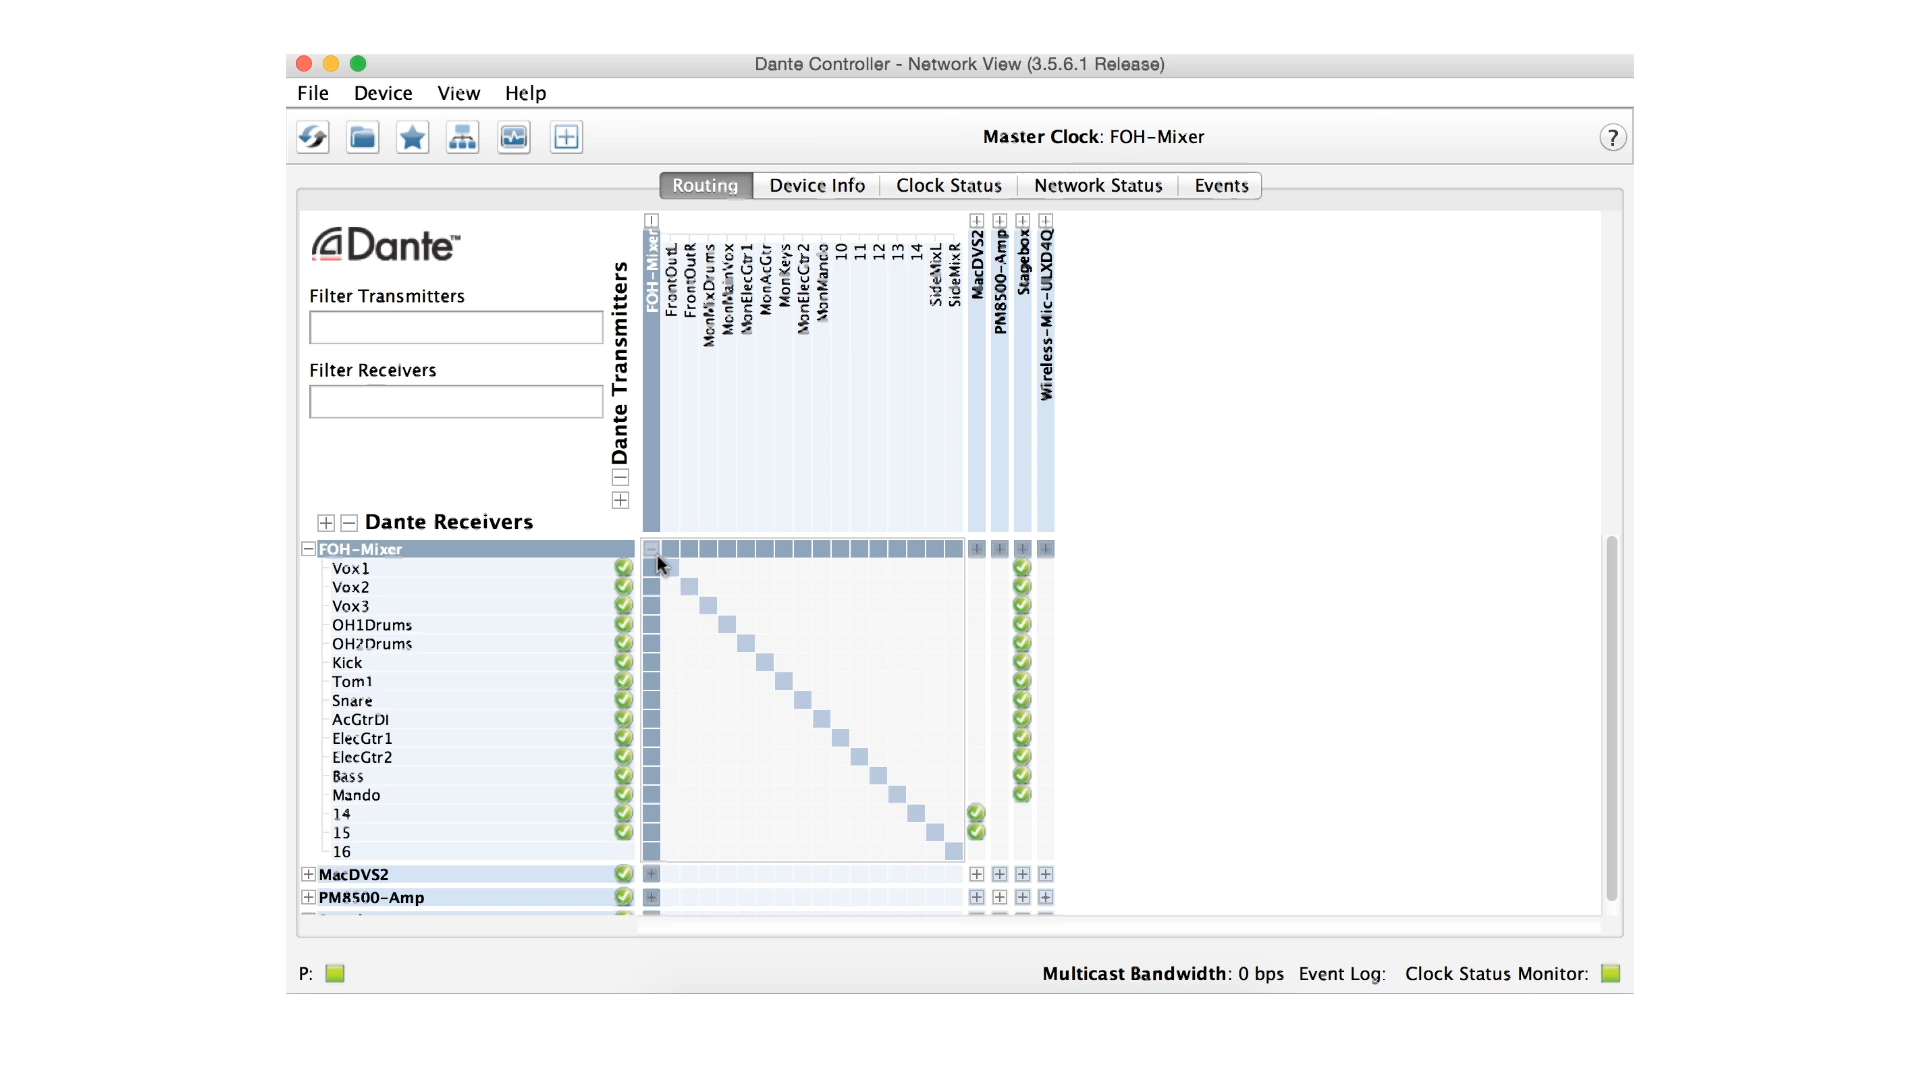 Dante Controller - Network View (3.5.6.1 Release)
File Device View Help
Master Clock: FOH-Mixer
?
Routing Device Info Clock Status Network Status Events
Dante™
Filter Transmitters
Filter Receivers
Dante Transmitters
FOH-Mixer
FrontOutL
FrontOutR
MonMixDrums
MonMainVox
MonElecGtr1
MonAcGtr
MonKeys
MonElecGtr2
MonMando
10
11
12
13
14
SideMixL
SideMixR
MacDVS2
PM8500-Amp
Stagebox
Wireless-Mic-ULXD4Q
Dante Receivers
FOH-Mixer
Vox1
Vox2
Vox3
OH1Drums
OH2Drums
Kick
Tom1
Snare
AcGtrDI
ElecGtr1
ElecGtr2
Bass
Mando
14
15
16
MacDVS2
PM8500-Amp
P:
Multicast Bandwidth: 0 bps Event Log: Clock Status Monitor: